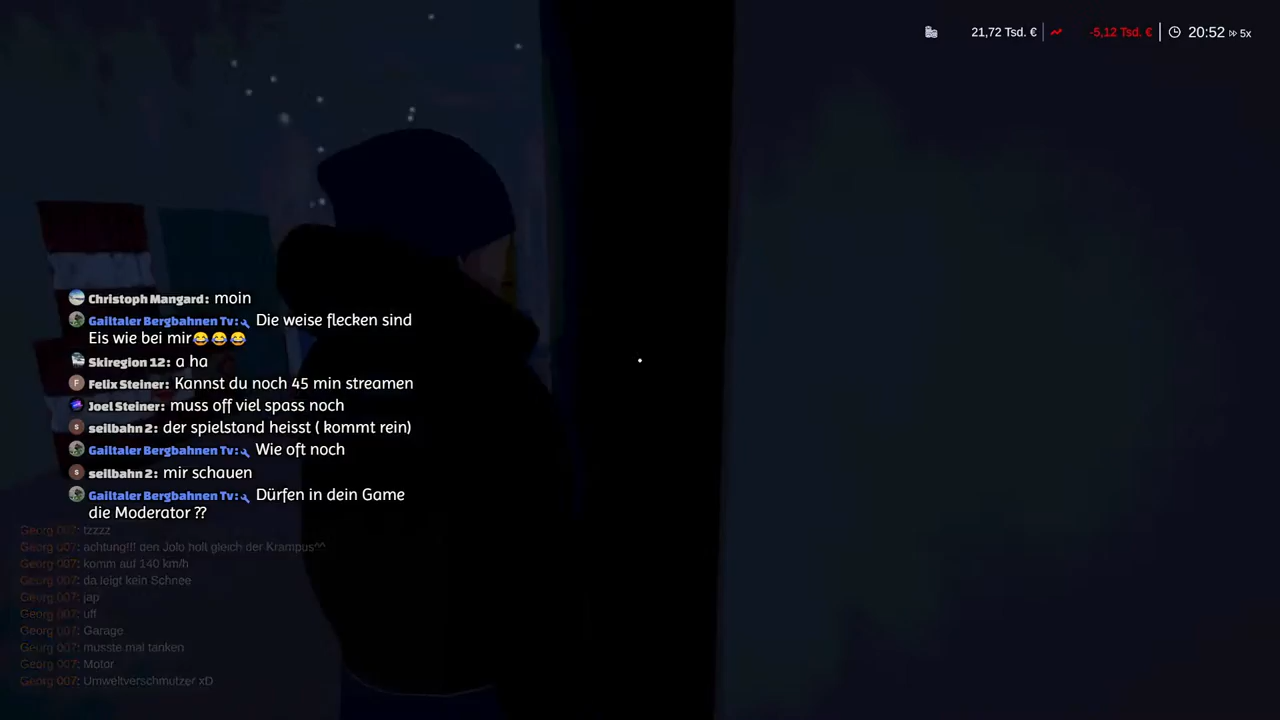 21,72 Tsd. € -5,12 Tsd. € 20:52 5x
Christoph Mangard: moin
Gailtaler Bergbahnen Tv: Die weise flecken sind
Eis wie bei mir😂😂😂
Skiregion 12: a ha
F Felix Steiner: Kannst du noch 45 min streamen
Joel Steiner: muss off viel spass noch
s seilbahn 2: der spielstand heisst ( kommt rein)
Gailtaler Bergbahnen Tv: Wie oft noch
s seilbahn 2: mir schauen
Gailtaler Bergbahnen Tv: Dürfen in dein Game
die Moderator ??
Georg 007: tzzzz
Georg 007: achtung!!! den Jolo holt gleich der Krampus^^
Georg 007: komm auf 140 km/h
Georg 007: da leigt kein Schnee
Georg 007: jap
Georg 007: uff
Georg 007: Garage
Georg 007: musste mal tanken
Georg 007: Motor
Georg 007: Umweltverschmutzer xD